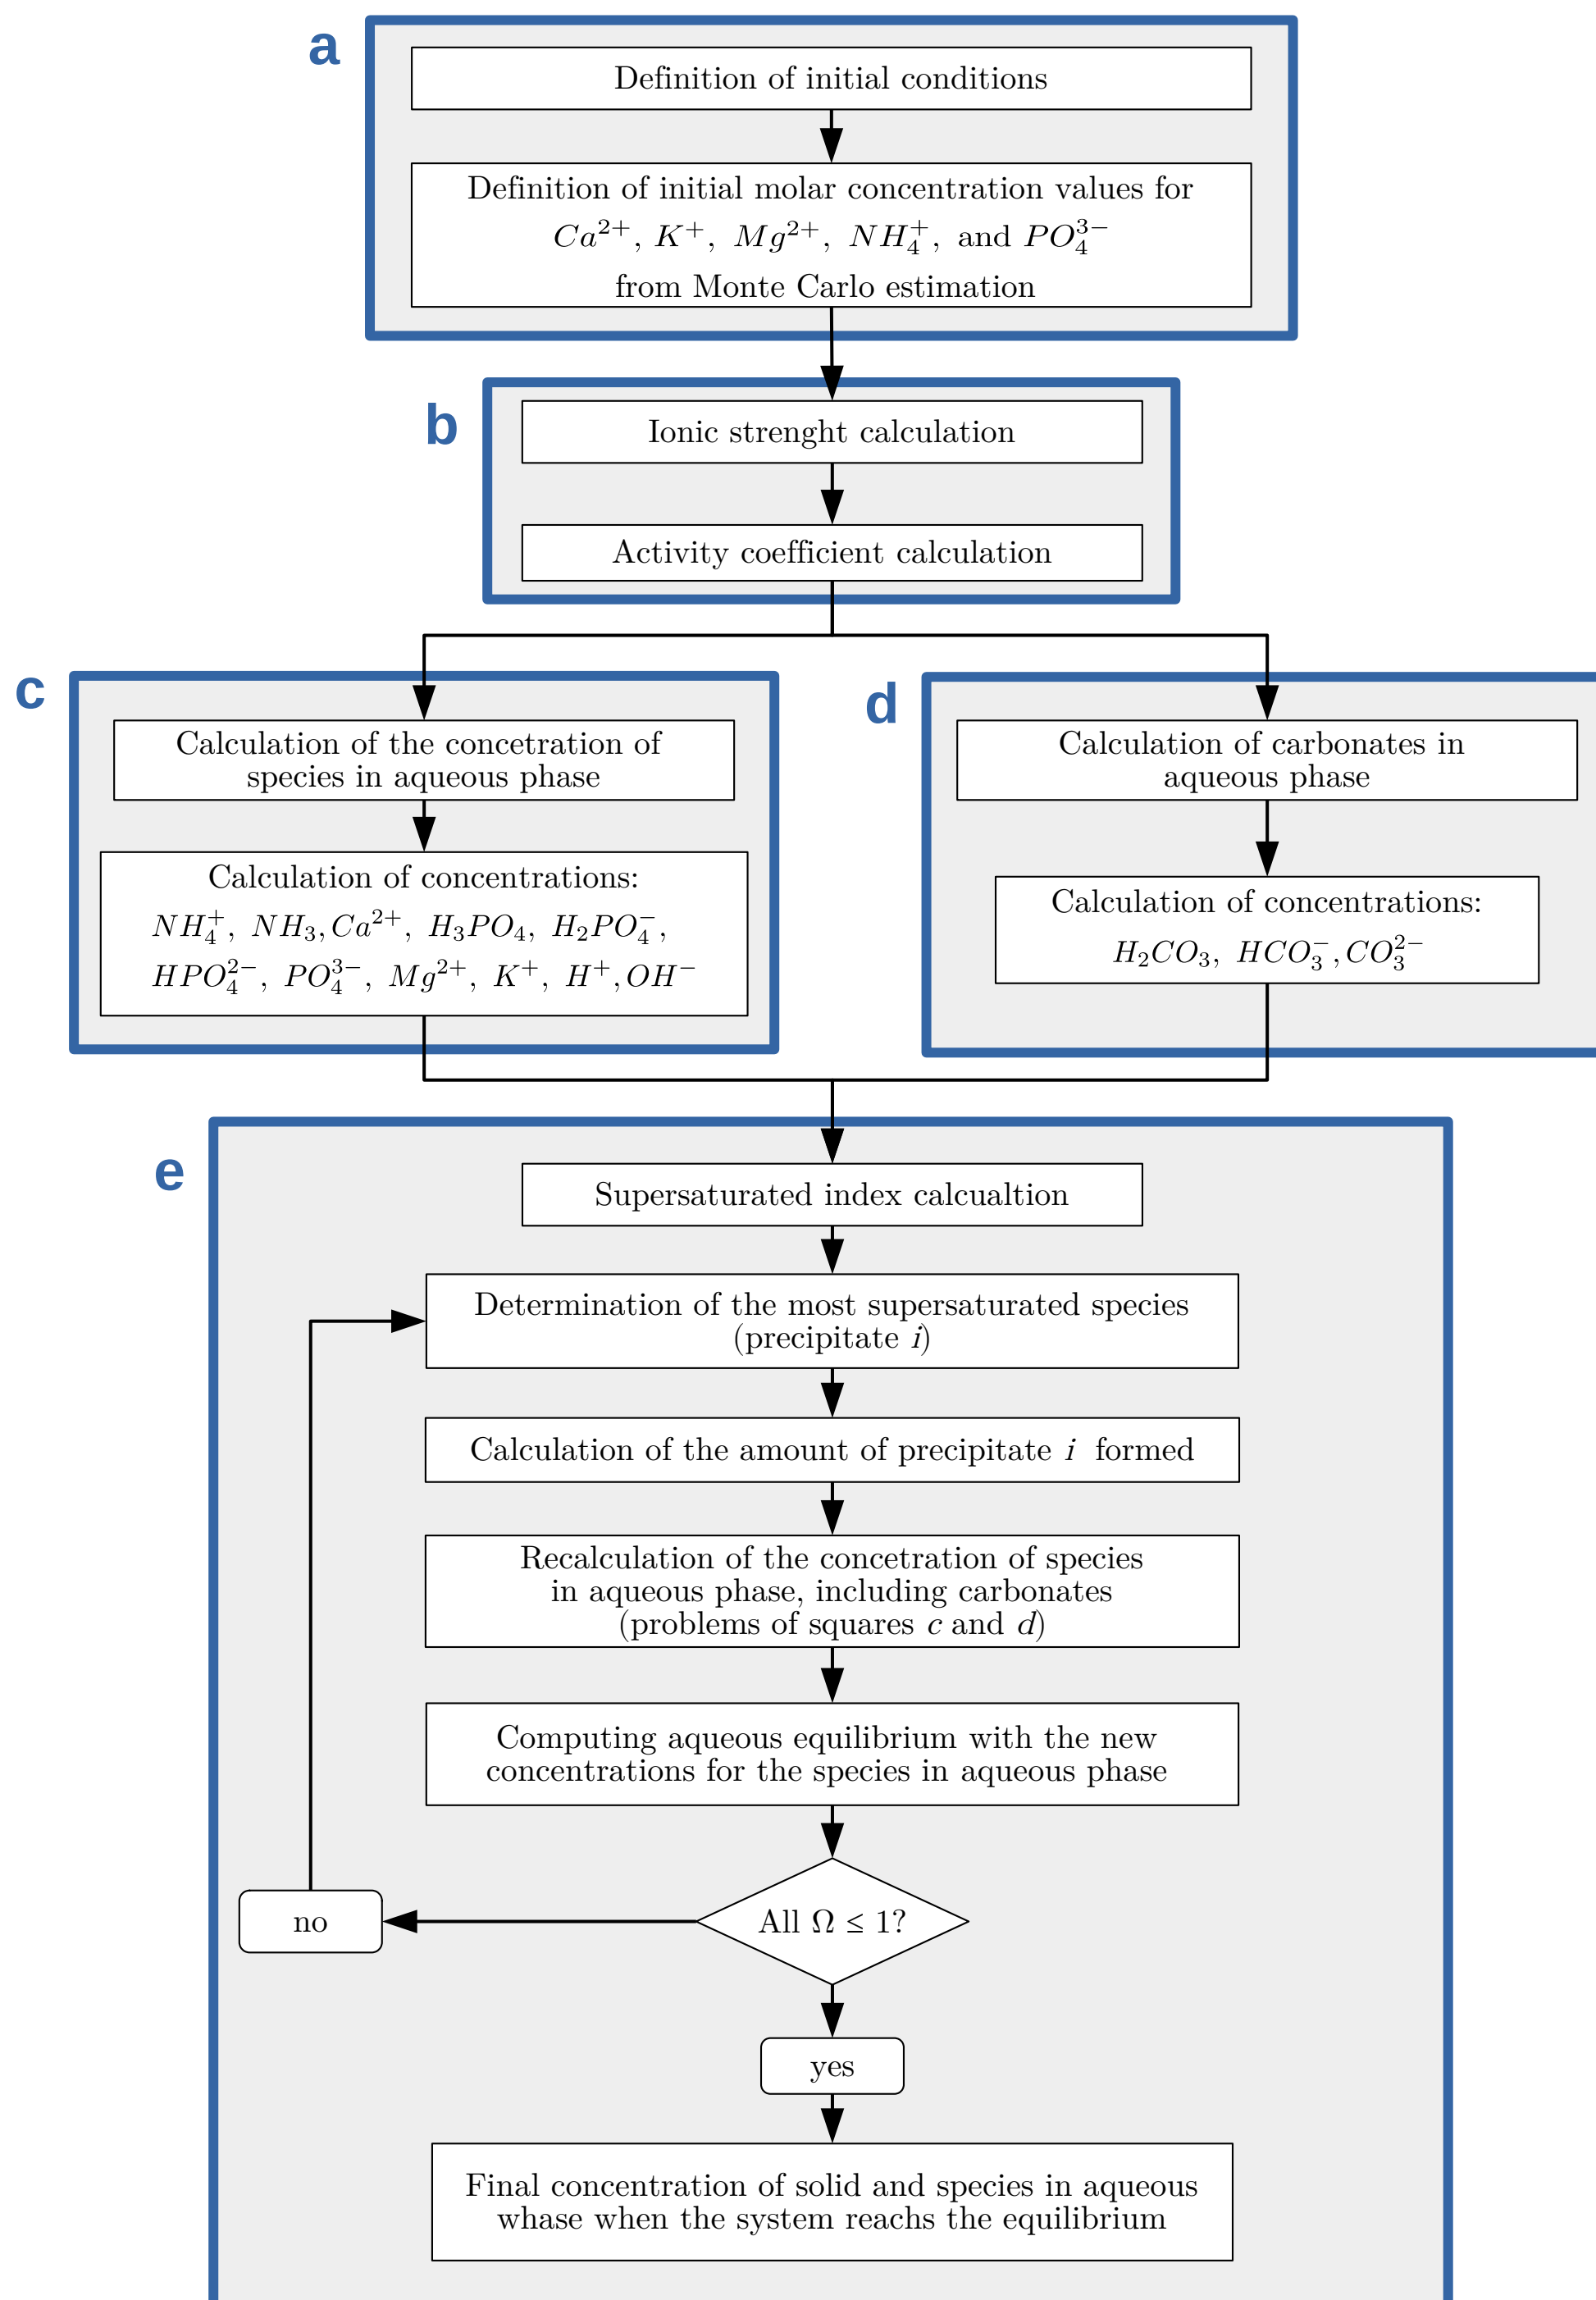 a
Definition of initial conditions
Definition of initial molar concentration values for
Ca²⁺, K⁺, Mg²⁺, NH₄⁺, and PO₄³⁻
from Monte Carlo estimation
b
Ionic strenght calculation
Activity coefficient calculation
c
Calculation of the concetration of
species in aqueous phase
Calculation of concentrations:
NH₄⁺, NH₃, Ca²⁺, H₃PO₄, H₂PO₄⁻,
HPO₄²⁻, PO₄³⁻, Mg²⁺, K⁺, H⁺, OH⁻
d
Calculation of carbonates in
aqueous phase
Calculation of concentrations:
H₂CO₃, HCO₃⁻, CO₃²⁻
e
Supersaturated index calcualtion
Determination of the most supersaturated species
(precipitate i)
Calculation of the amount of precipitate i formed
Recalculation of the concetration of species
in aqueous phase, including carbonates
(problems of squares c and d)
Computing aqueous equilibrium with the new
concentrations for the species in aqueous phase
All Ω ≤ 1?
no
yes
Final concentration of solid and species in aqueous
whase when the system reachs the equilibrium